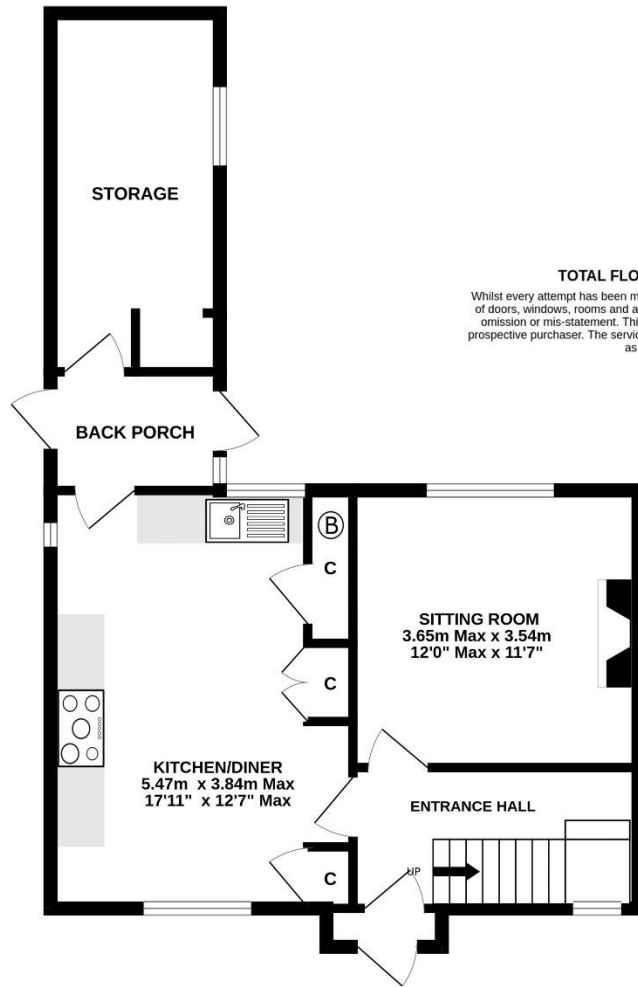 STORAGE
TOTAL FLO
Whilst every attempt has been m
of doors, windows, rooms and a
omission or mis-statement. Thi
prospective purchaser. The servic
as
BACK PORCH
B
C
SITTING ROOM
3.65m Max x 3.54m
12'0" Max x 11'7"
C
KITCHEN/DINER
5.47m x 3.84m Max
17'11" x 12'7" Max
ENTRANCE HALL
UP
C